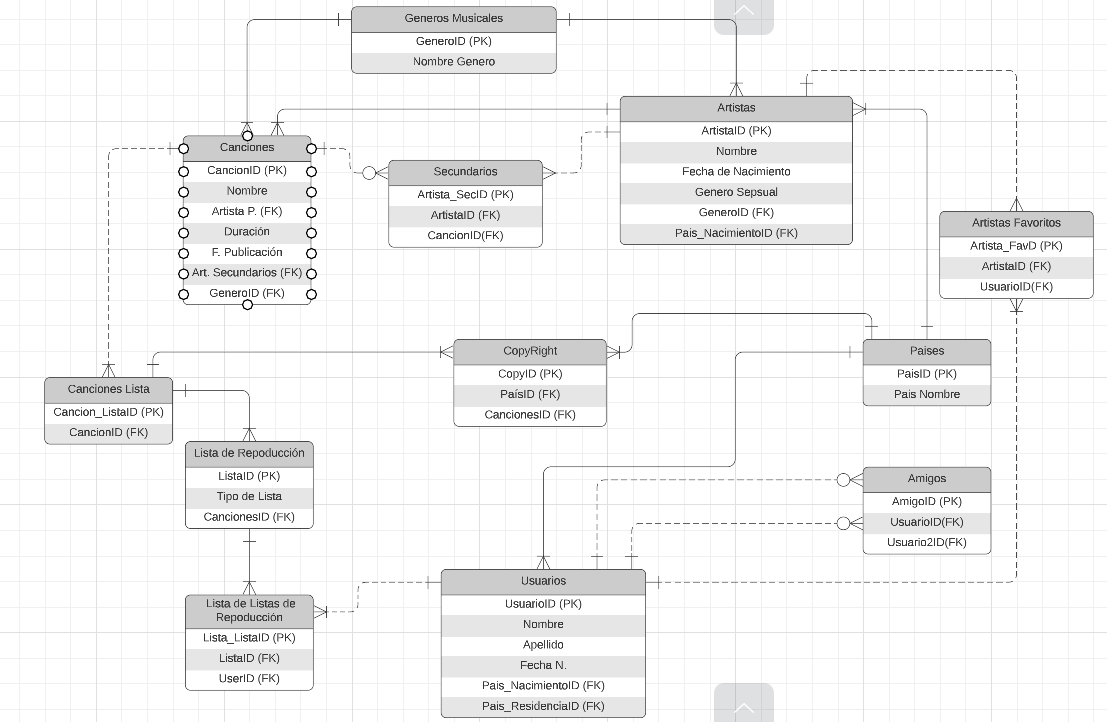 Generos Musicales
GeneroID (PK)
Nombre Genero
Artistas
ArtistaID (PK)
Nombre
Fecha de Nacimiento
Genero Sepsual
GeneroID (FK)
Pais_NacimientoID (FK)
Canciones
CancionID (PK)
Nombre
Artista P. (FK)
Duración
F. Publicación
Art. Secundarios (FK)
GeneroID (FK)
Secundarios
Artista_SecID (PK)
ArtistaID (FK)
CancionID(FK)
Artistas Favoritos
Artista_FavD (PK)
ArtistaID (FK)
UsuarioID(FK)
CopyRight
CopyID (PK)
PaísID (FK)
CancionesID (FK)
Paises
PaisID (PK)
Pais Nombre
Canciones Lista
Cancion_ListaID (PK)
CancionID (FK)
Lista de Repoducción
ListaID (PK)
Tipo de Lista
CancionesID (FK)
Amigos
AmigoID (PK)
UsuarioID(FK)
Usuario2ID(FK)
Lista de Listas de
Repoducción
Lista_ListaID (PK)
ListaID (FK)
UserID (FK)
Usuarios
UsuarioID (PK)
Nombre
Apellido
Fecha N.
Pais_NacimientoID (FK)
Pais_ResidenciaID (FK)